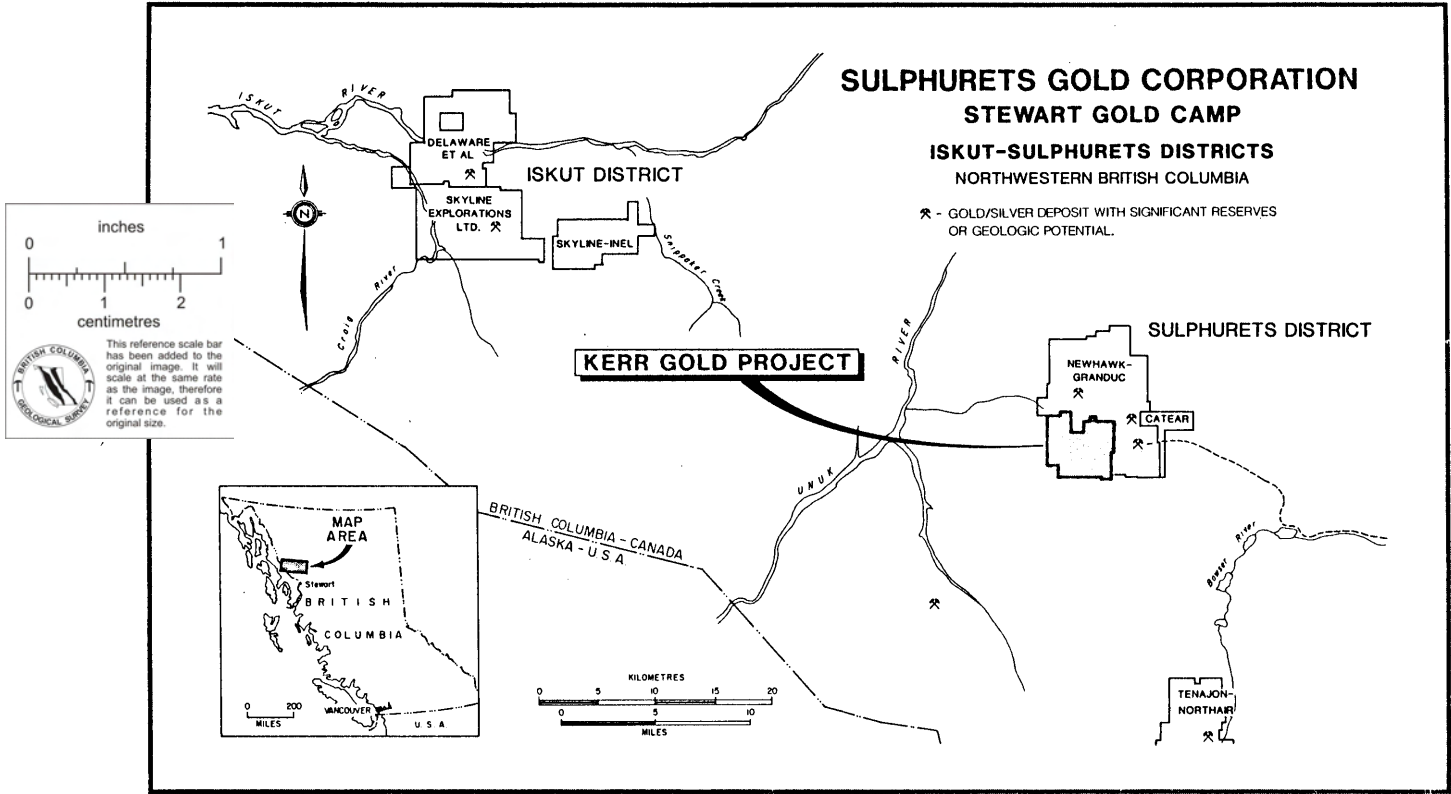 SULPHURETS GOLD CORPORATION
STEWART GOLD CAMP
ISKUT-SULPHURETS DISTRICTS
NORTHWESTERN BRITISH COLUMBIA
⚒ - GOLD/SILVER DEPOSIT WITH SIGNIFICANT RESERVES
OR GEOLOGIC POTENTIAL.
ISKUT RIVER
DELAWARE
ET AL
ISKUT DISTRICT
SKYLINE
EXPLORATIONS
LTD.
SKYLINE-INEL
N
Craig River
Snippaker Creek
inches
0 1
0 1 2
centimetres
This reference scale bar
has been added to the
original image. It will
scale at the same rate
as the image, therefore
it can be used as a
reference for the
original size.
BRITISH COLUMBIA
GEOLOGICAL SURVEY
KERR GOLD PROJECT
UNUK RIVER
SULPHURETS DISTRICT
NEWHAWK-
GRANDUC
CATEAR
Bowser River
BRITISH COLUMBIA - CANADA
ALASKA - U.S.A.
MAP
AREA
Stewart
BRITISH
COLUMBIA
VANCOUVER
0 200
MILES
U.S.A.
KILOMETRES
0 5 10 15 20
0 5 10
MILES
TENAJON-
NORTHAIR